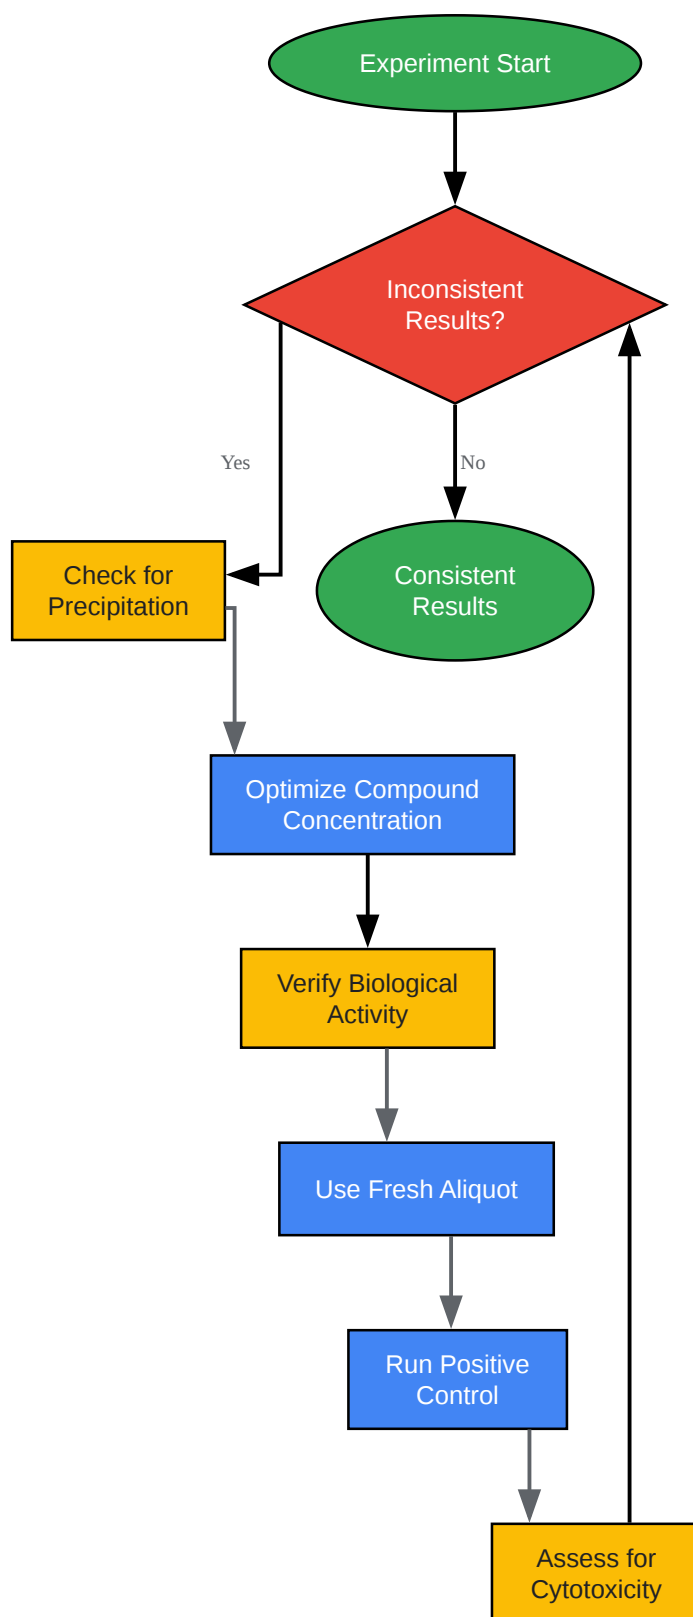 Experiment Start
Inconsistent
Results?
Yes
No
Check for
Precipitation
Consistent
Results
Optimize Compound
Concentration
Verify Biological
Activity
Use Fresh Aliquot
Run Positive
Control
Assess for
Cytotoxicity